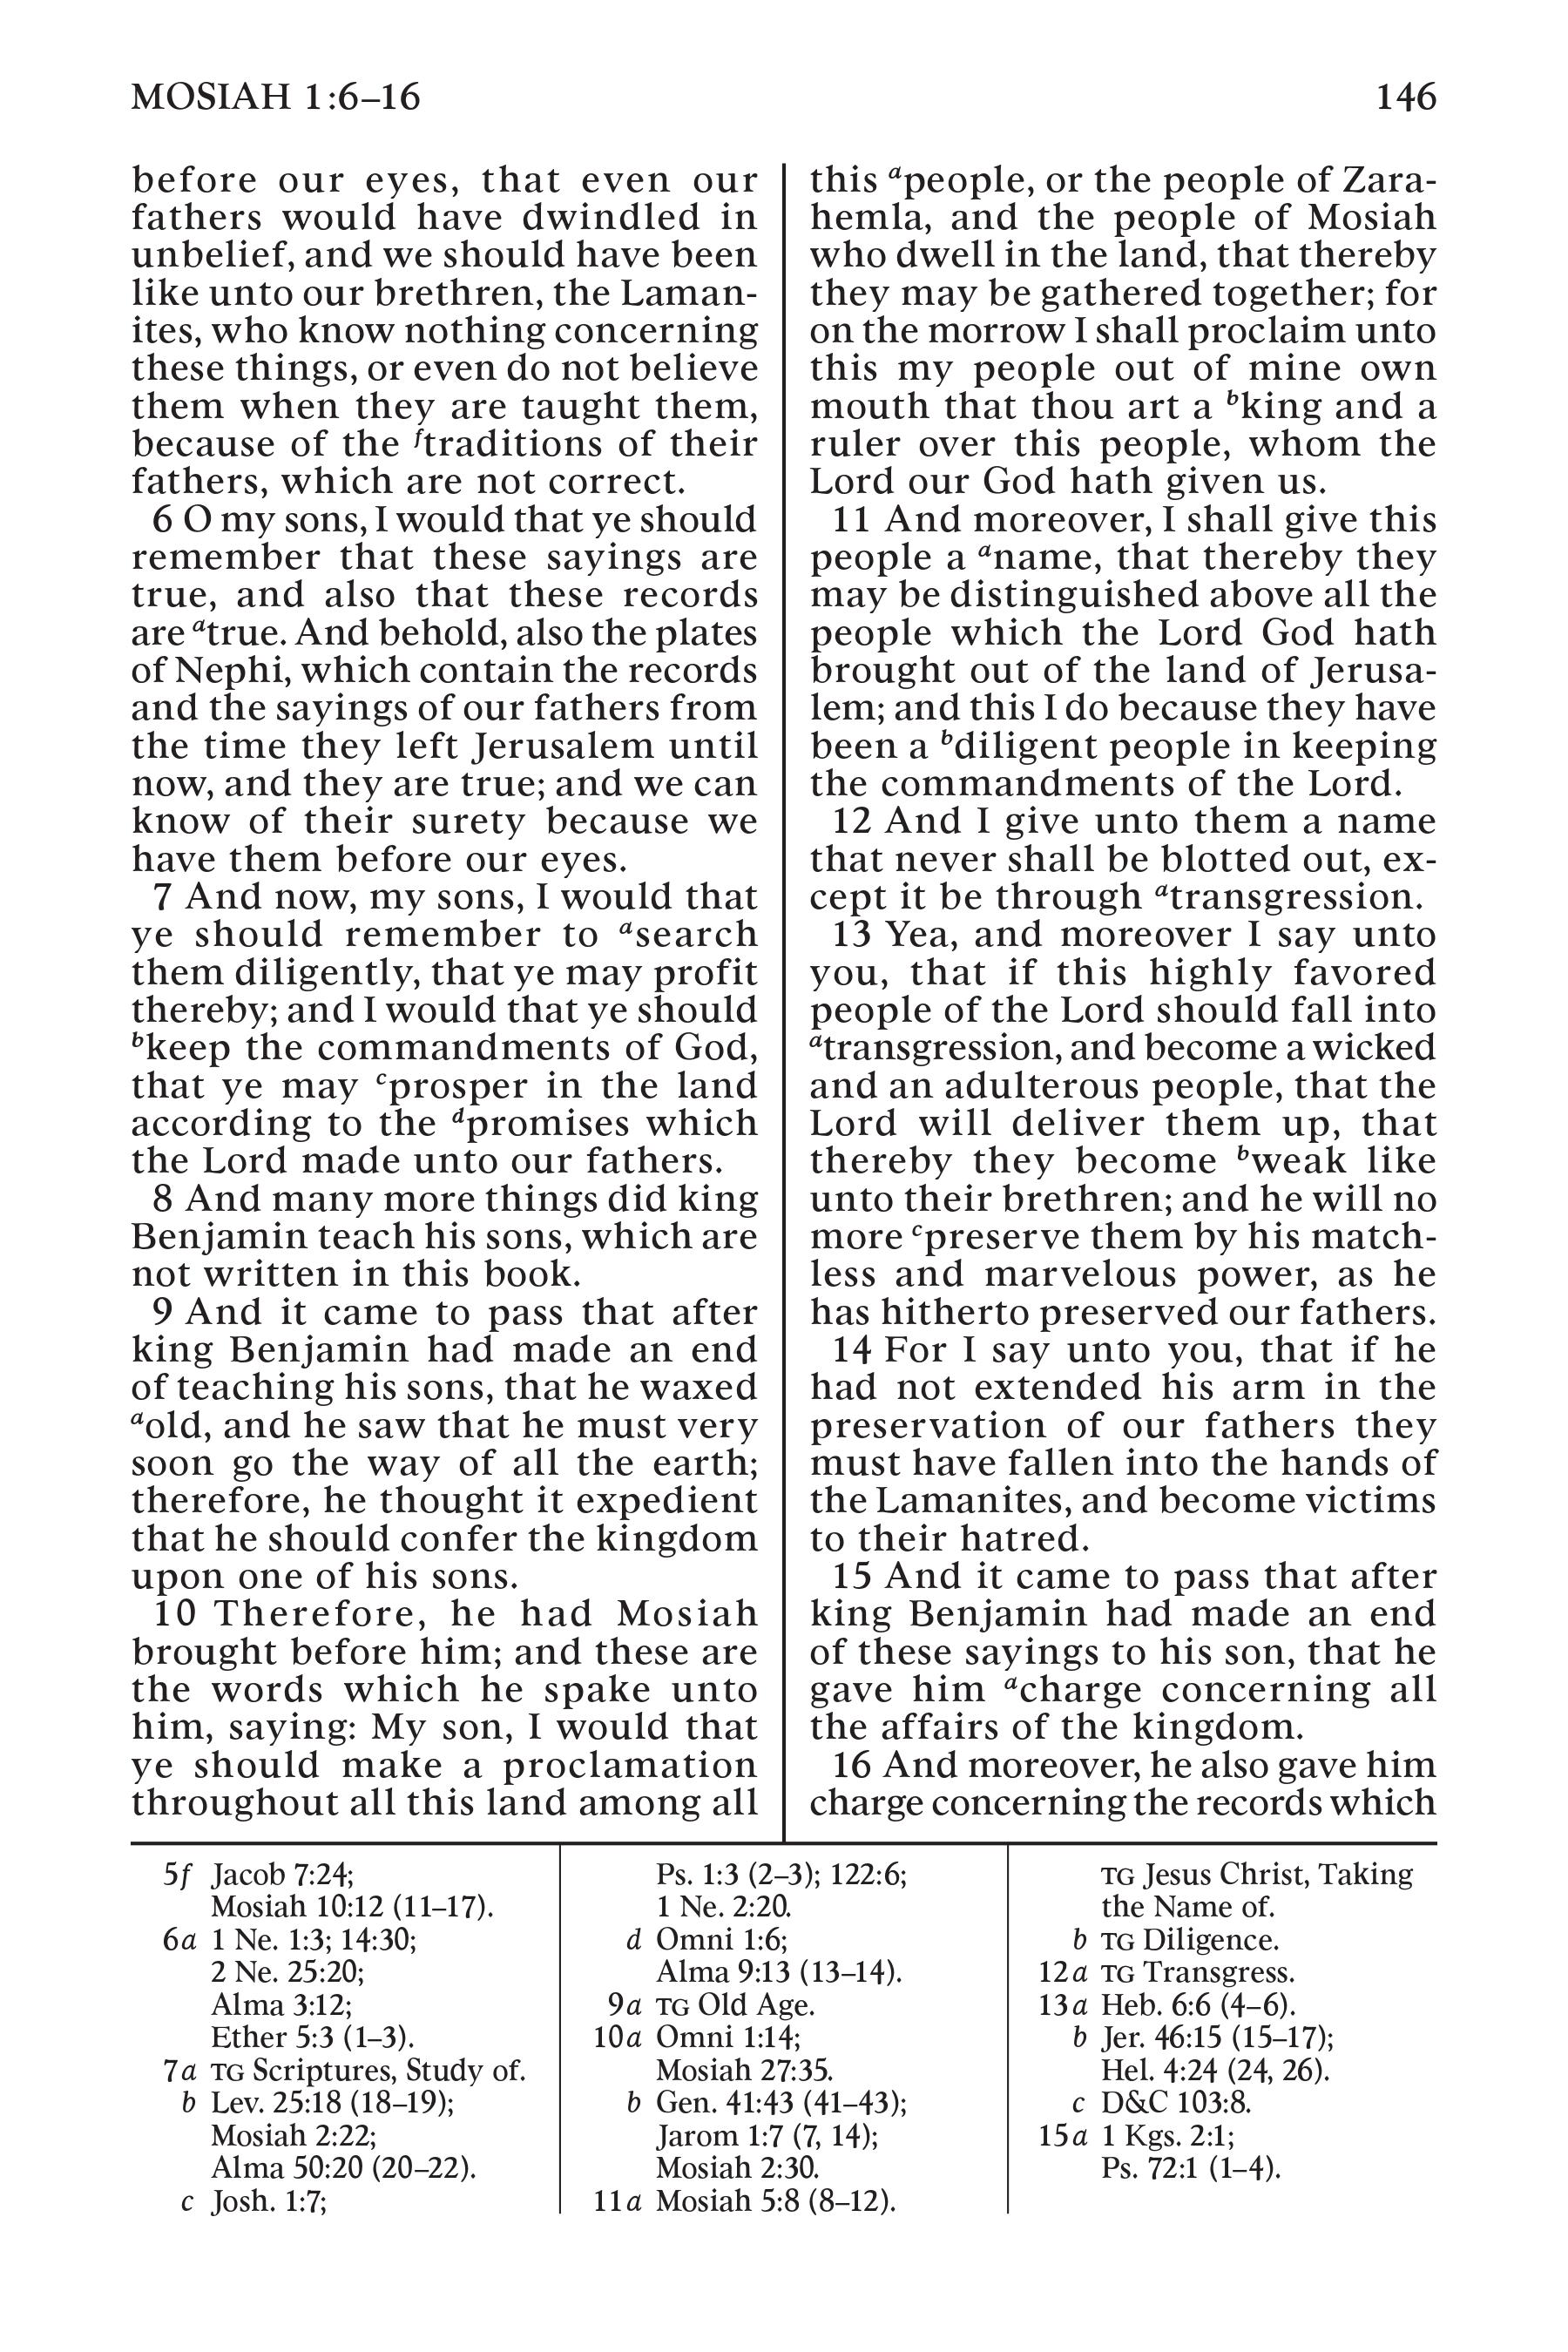 MOSIAH 1:6–16
146
before our eyes, that even our
fathers would have dwindled in
unbelief, and we should have been
like unto our brethren, the Laman-
ites, who know nothing concerning
these things, or even do not believe
them when they are taught them,
because of the ftraditions of their
fathers, which are not correct.
6 O my sons, I would that ye should
remember that these sayings are
true, and also that these records
are atrue. And behold, also the plates
of Nephi, which contain the records
and the sayings of our fathers from
the time they left Jerusalem until
now, and they are true; and we can
know of their surety because we
have them before our eyes.
7 And now, my sons, I would that
ye should remember to asearch
them diligently, that ye may profit
thereby; and I would that ye should
bkeep the commandments of God,
that ye may cprosper in the land
according to the dpromises which
the Lord made unto our fathers.
8 And many more things did king
Benjamin teach his sons, which are
not written in this book.
9 And it came to pass that after
king Benjamin had made an end
of teaching his sons, that he waxed
aold, and he saw that he must very
soon go the way of all the earth;
therefore, he thought it expedient
that he should confer the kingdom
upon one of his sons.
10 Therefore, he had Mosiah
brought before him; and these are
the words which he spake unto
him, saying: My son, I would that
ye should make a proclamation
throughout all this land among all
this apeople, or the people of Zara-
hemla, and the people of Mosiah
who dwell in the land, that thereby
they may be gathered together; for
on the morrow I shall proclaim unto
this my people out of mine own
mouth that thou art a bking and a
ruler over this people, whom the
Lord our God hath given us.
11 And moreover, I shall give this
people a aname, that thereby they
may be distinguished above all the
people which the Lord God hath
brought out of the land of Jerusa-
lem; and this I do because they have
been a bdiligent people in keeping
the commandments of the Lord.
12 And I give unto them a name
that never shall be blotted out, ex-
cept it be through atransgression.
13 Yea, and moreover I say unto
you, that if this highly favored
people of the Lord should fall into
atransgression, and become a wicked
and an adulterous people, that the
Lord will deliver them up, that
thereby they become bweak like
unto their brethren; and he will no
more cpreserve them by his match-
less and marvelous power, as he
has hitherto preserved our fathers.
14 For I say unto you, that if he
had not extended his arm in the
preservation of our fathers they
must have fallen into the hands of
the Lamanites, and become victims
to their hatred.
15 And it came to pass that after
king Benjamin had made an end
of these sayings to his son, that he
gave him acharge concerning all
the affairs of the kingdom.
16 And moreover, he also gave him
charge concerning the records which
5f Jacob 7:24;
Mosiah 10:12 (11–17).
6a 1 Ne. 1:3; 14:30;
2 Ne. 25:20;
Alma 3:12;
Ether 5:3 (1–3).
7a TG Scriptures, Study of.
b Lev. 25:18 (18–19);
Mosiah 2:22;
Alma 50:20 (20–22).
c Josh. 1:7;
Ps. 1:3 (2–3); 122:6;
1 Ne. 2:20.
d Omni 1:6;
Alma 9:13 (13–14).
9a TG Old Age.
10a Omni 1:14;
Mosiah 27:35.
b Gen. 41:43 (41–43);
Jarom 1:7 (7, 14);
Mosiah 2:30.
11a Mosiah 5:8 (8–12).
TG Jesus Christ, Taking
the Name of.
b TG Diligence.
12a TG Transgress.
13a Heb. 6:6 (4–6).
b Jer. 46:15 (15–17);
Hel. 4:24 (24, 26).
c D&C 103:8.
15a 1 Kgs. 2:1;
Ps. 72:1 (1–4).